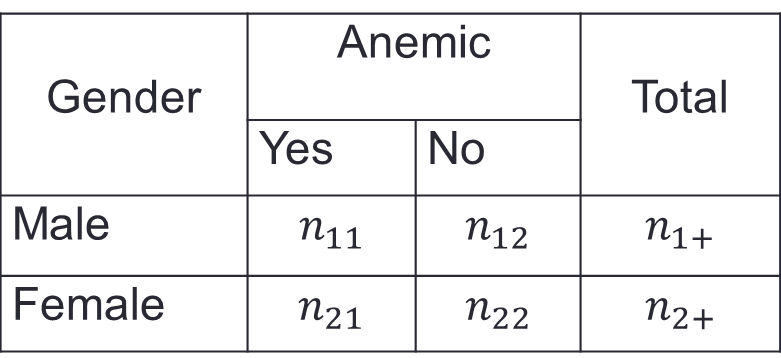 Gender Anemic Total
Yes No
Male n₁₁ n₁₂ n₁₊
Female n₂₁ n₂₂ n₂₊